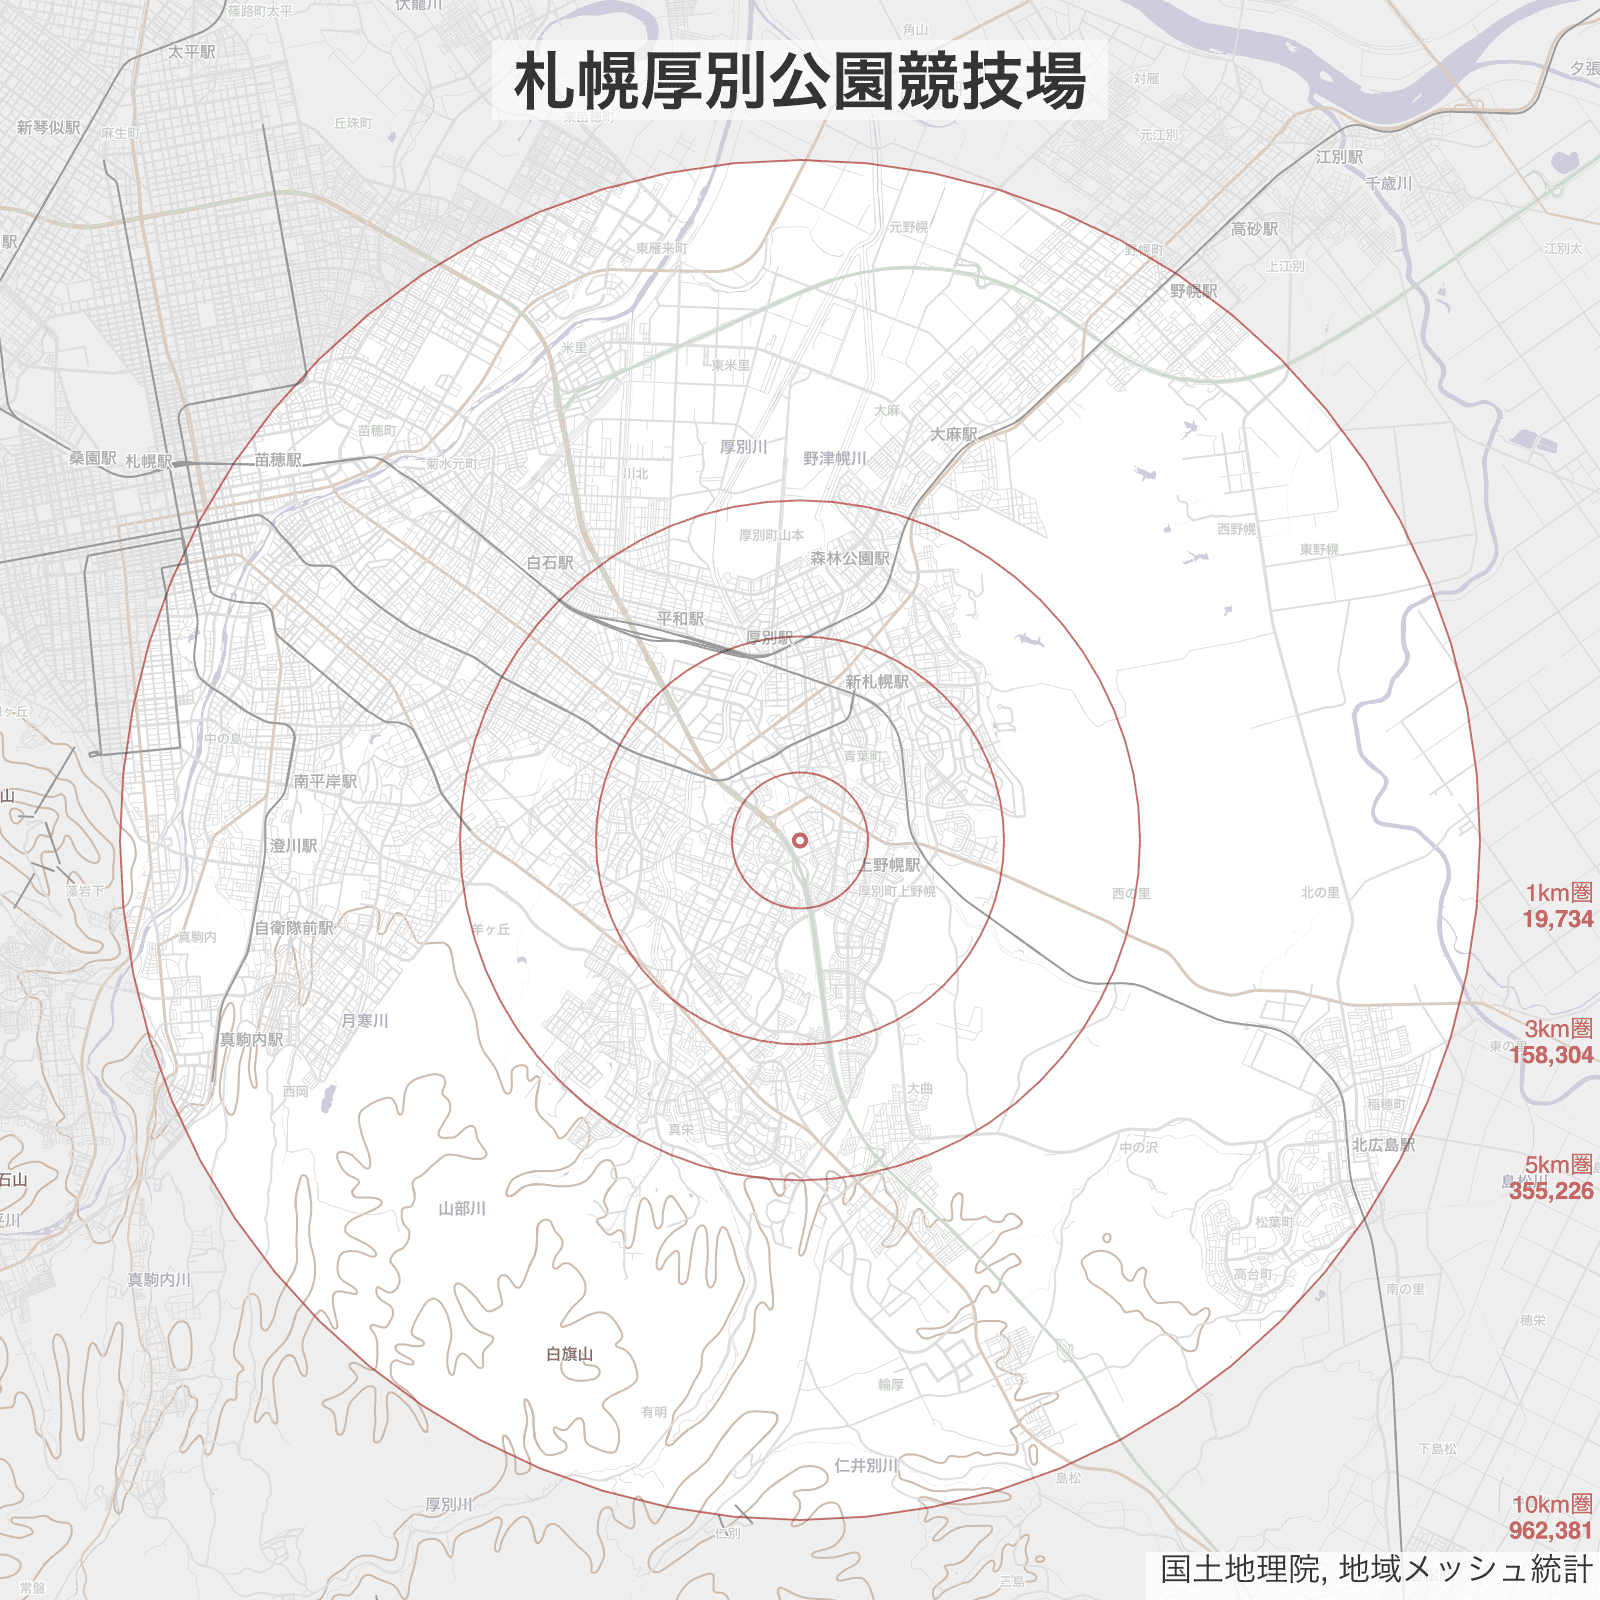 篠路町太平
伏籠川
角山
太平駅
札幌厚別公園競技場
夕張
対雁
新琴似駅
麻生町
丘珠町
元江別
江別駅
千歳川
駅
東雁来町
元野幌
野幌町
高砂駅
江別太
上江別
野幌駅
米里
東米里
苗穂町
大麻
大麻駅
桑園駅
札幌駅
苗穂駅
菊水元町
川北
厚別川
野津幌川
白石駅
厚別町山本
森林公園駅
西野幌
東野幌
平和駅
厚別駅
新札幌駅
中の島
南平岸駅
青葉町
山
澄川駅
上野幌駅
藻岩下
厚別町上野幌
西の里
北の里
1km圏
19,734
自衛隊前駅
真駒内
羊ヶ丘
月寒川
真駒内駅
3km圏
158,304
東の里
西岡
大曲
稲穂町
真栄
中の沢
北広島駅
5km圏
355,226
島松川
石山
山部川
松葉町
真駒内川
高台町
南の里
穂栄
白旗山
輪厚
有明
下島松
仁井別川
島松
厚別川
10km圏
962,381
仁別
三島
常盤
国土地理院, 地域メッシュ統計